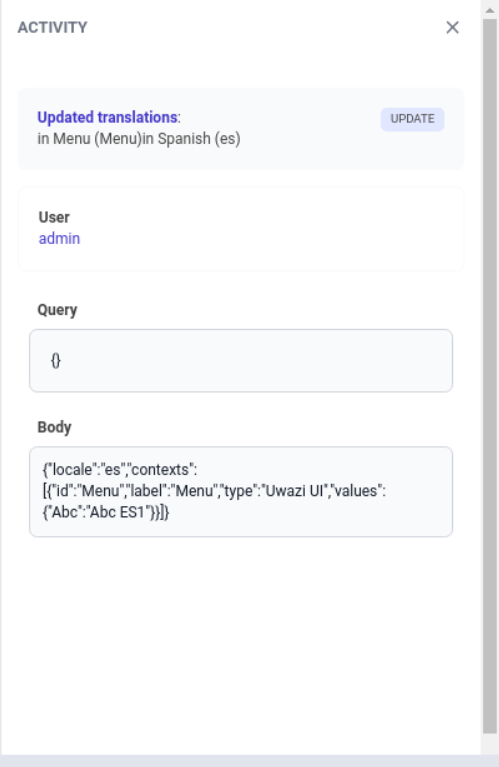 ACTIVITY
Updated translations:
UPDATE
in Menu (Menu)in Spanish (es)
User
admin
Query
{}
Body
{"locale":"es","contexts":
[{"id":"Menu","label":"Menu","type":"Uwazi UI","values":
{"Abc":"Abc ES1"}}]}